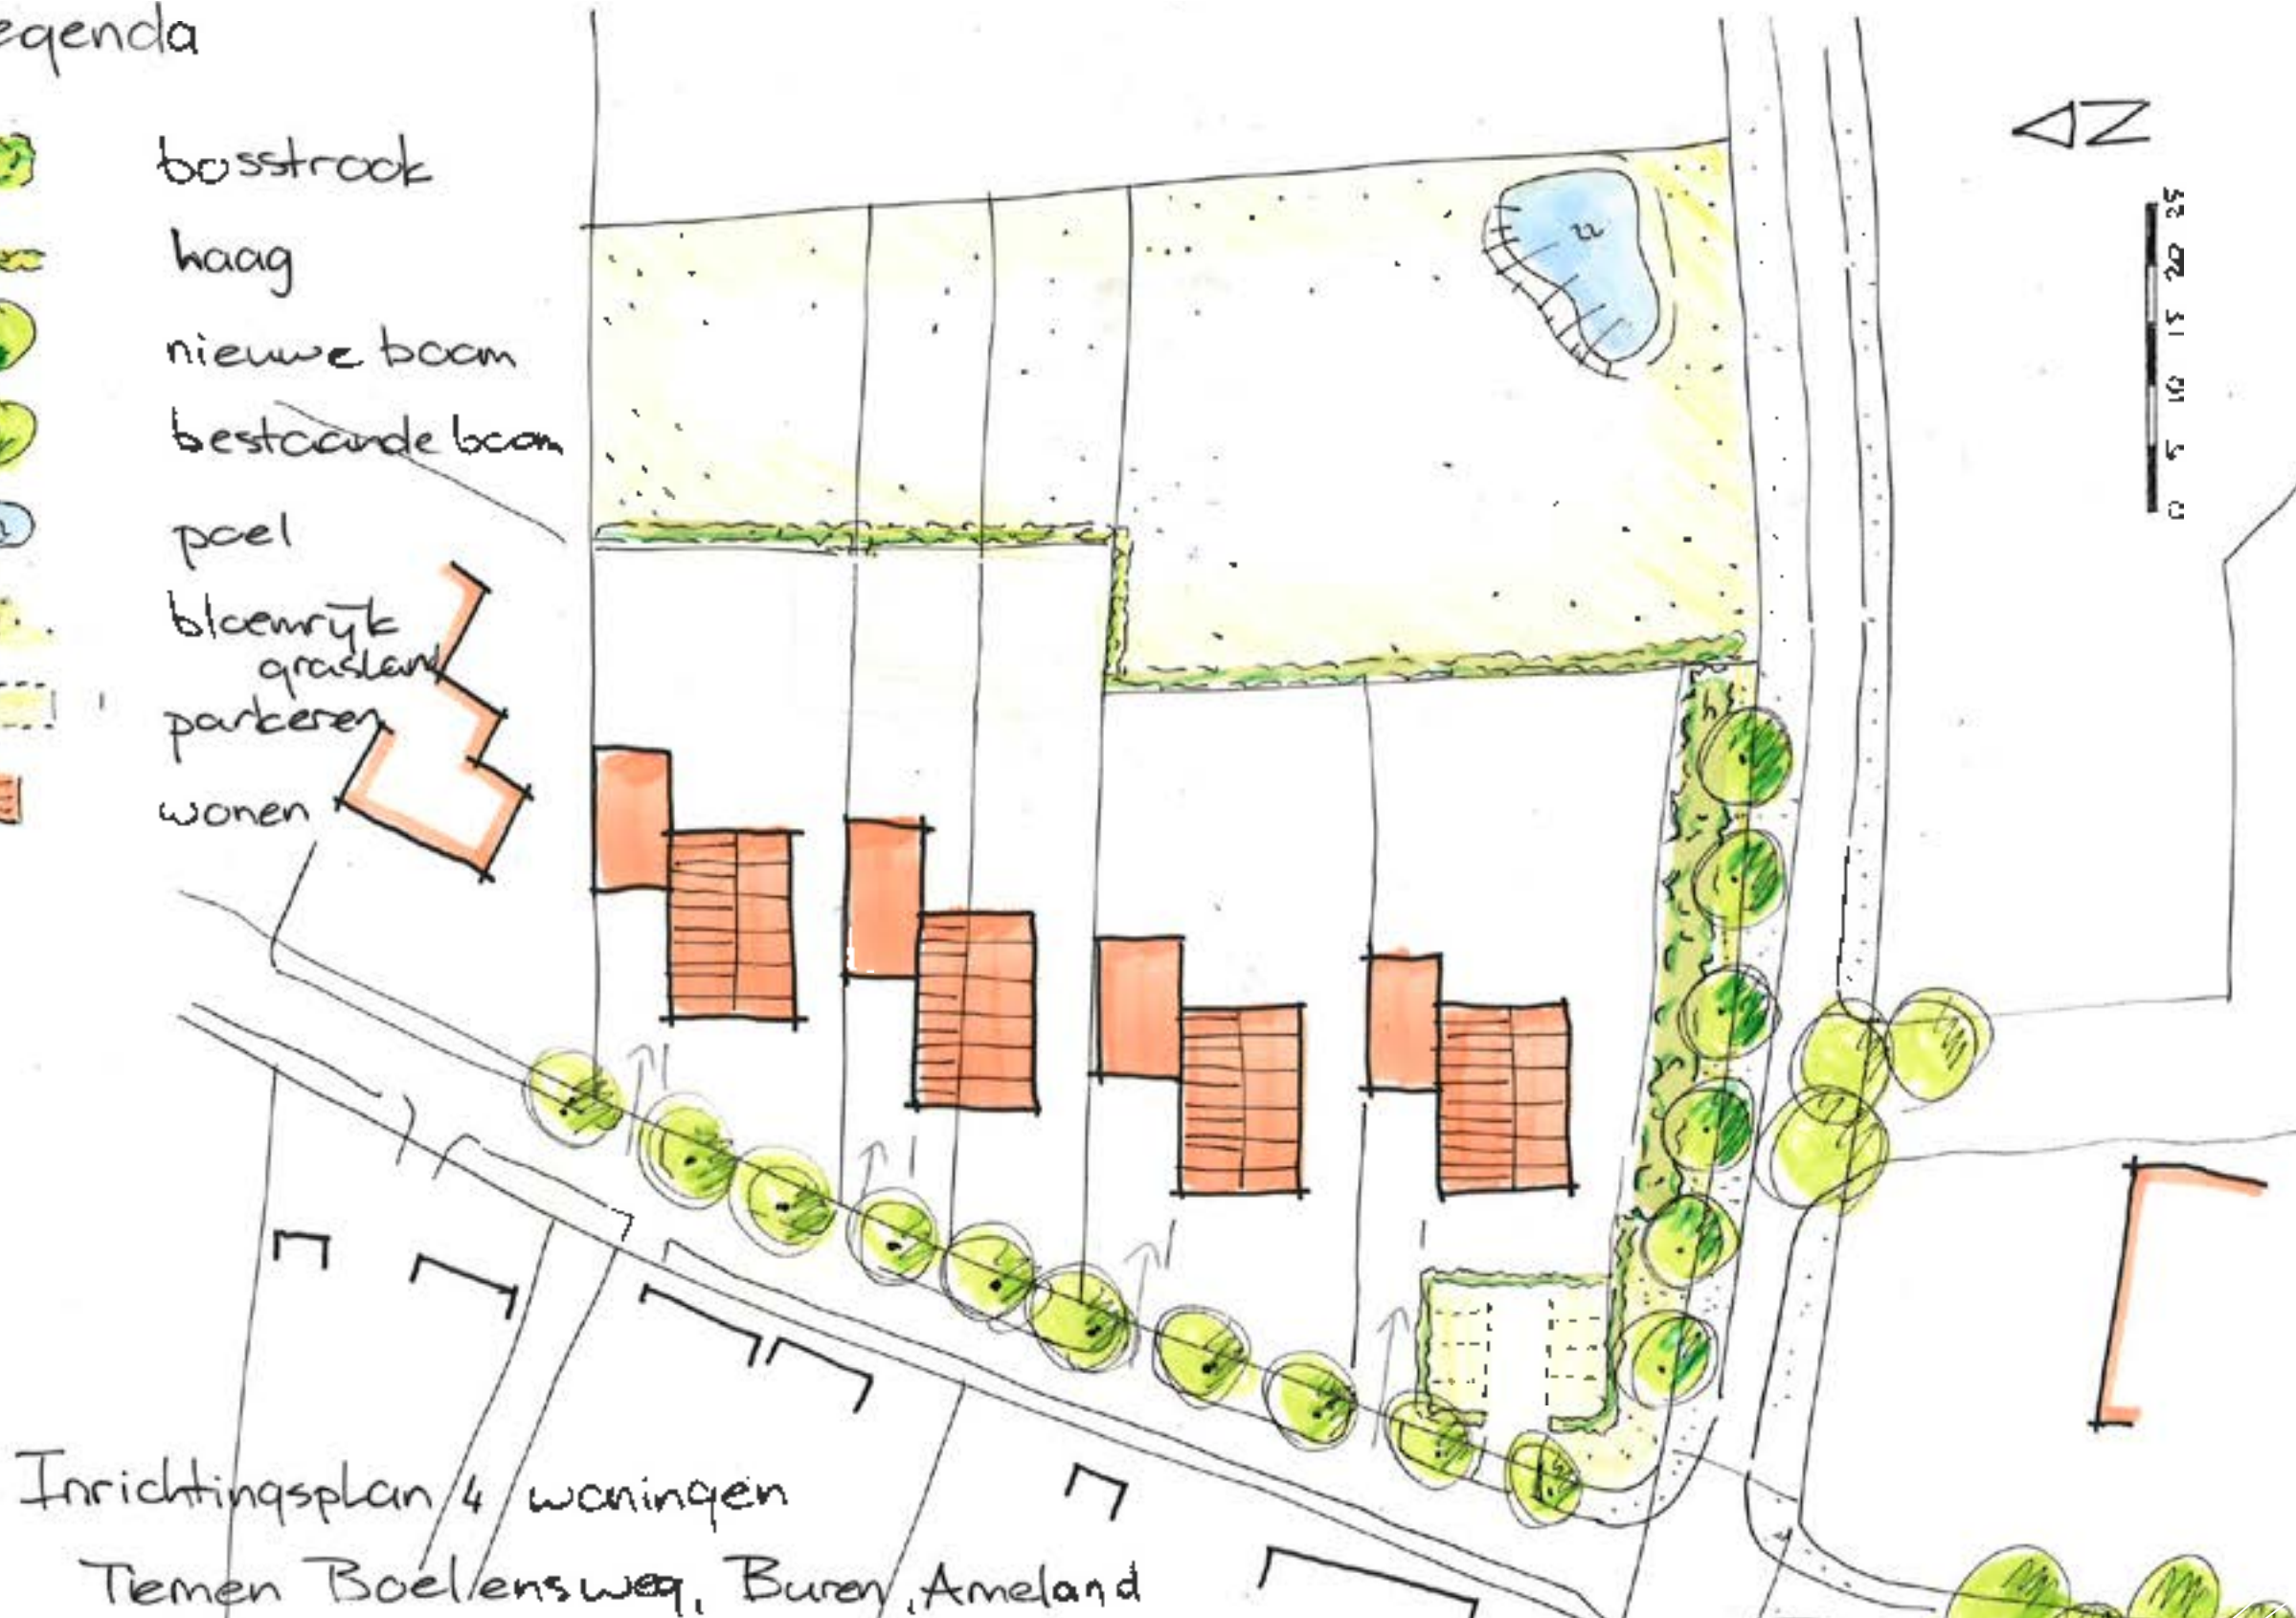 egenda
bosstrook
haag
nieuwe boom
bestaande boom
poel
bloemrijk
grasland
parkeren
wonen
N
25
20
15
10
5
0
Inrichtingsplan 4 woningen
Tiemen Boelensweg, Buren, Ameland